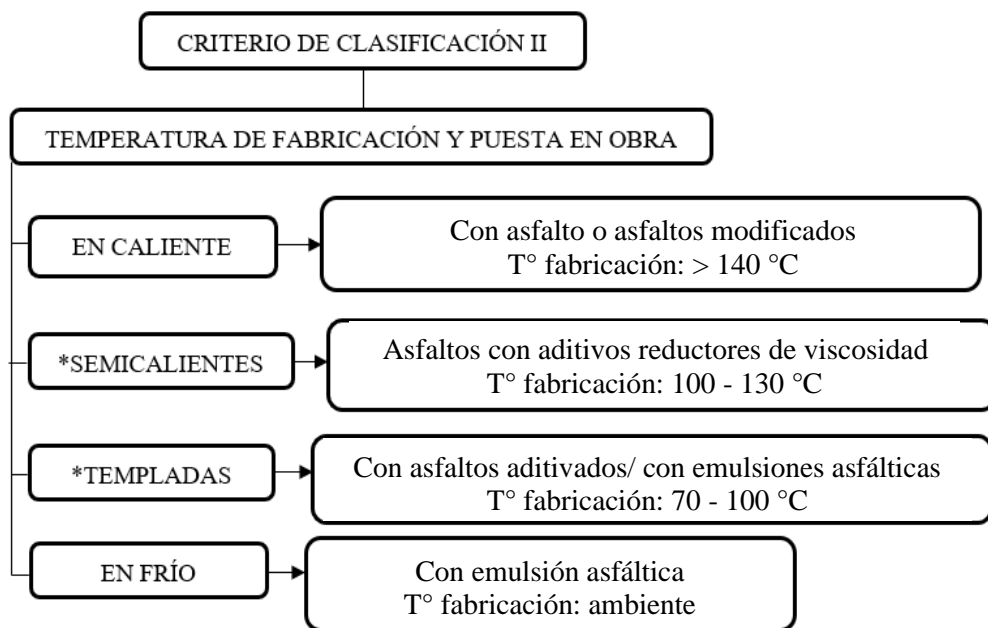 CRITERIO DE CLASIFICACIÓN II
TEMPERATURA DE FABRICACIÓN Y PUESTA EN OBRA
EN CALIENTE
Con asfalto o asfaltos modificados
T° fabricación: > 140 °C
*SEMICALIENTES
Asfaltos con aditivos reductores de viscosidad
T° fabricación: 100 - 130 °C
*TEMPLADAS
Con asfaltos aditivados/ con emulsiones asfálticas
T° fabricación: 70 - 100 °C
EN FRÍO
Con emulsión asfáltica
T° fabricación: ambiente